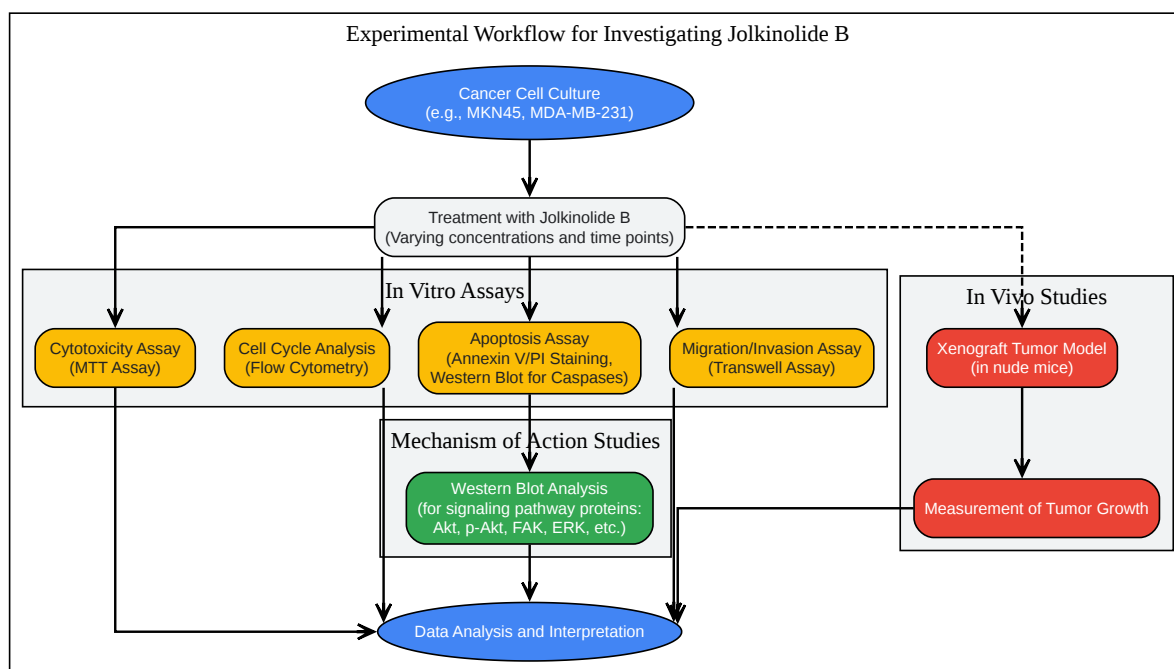 Experimental Workflow for Investigating Jolkinolide B
Cancer Cell Culture
(e.g., MKN45, MDA-MB-231)
Treatment with Jolkinolide B
(Varying concentrations and time points)
In Vitro Assays
Cytotoxicity Assay
(MTT Assay)
Cell Cycle Analysis
(Flow Cytometry)
Apoptosis Assay
(Annexin V/PI Staining,
Western Blot for Caspases)
Migration/Invasion Assay
(Transwell Assay)
In Vivo Studies
Xenograft Tumor Model
(in nude mice)
Mechanism of Action Studies
Western Blot Analysis
(for signaling pathway proteins:
Akt, p-Akt, FAK, ERK, etc.)
Measurement of Tumor Growth
Data Analysis and Interpretation